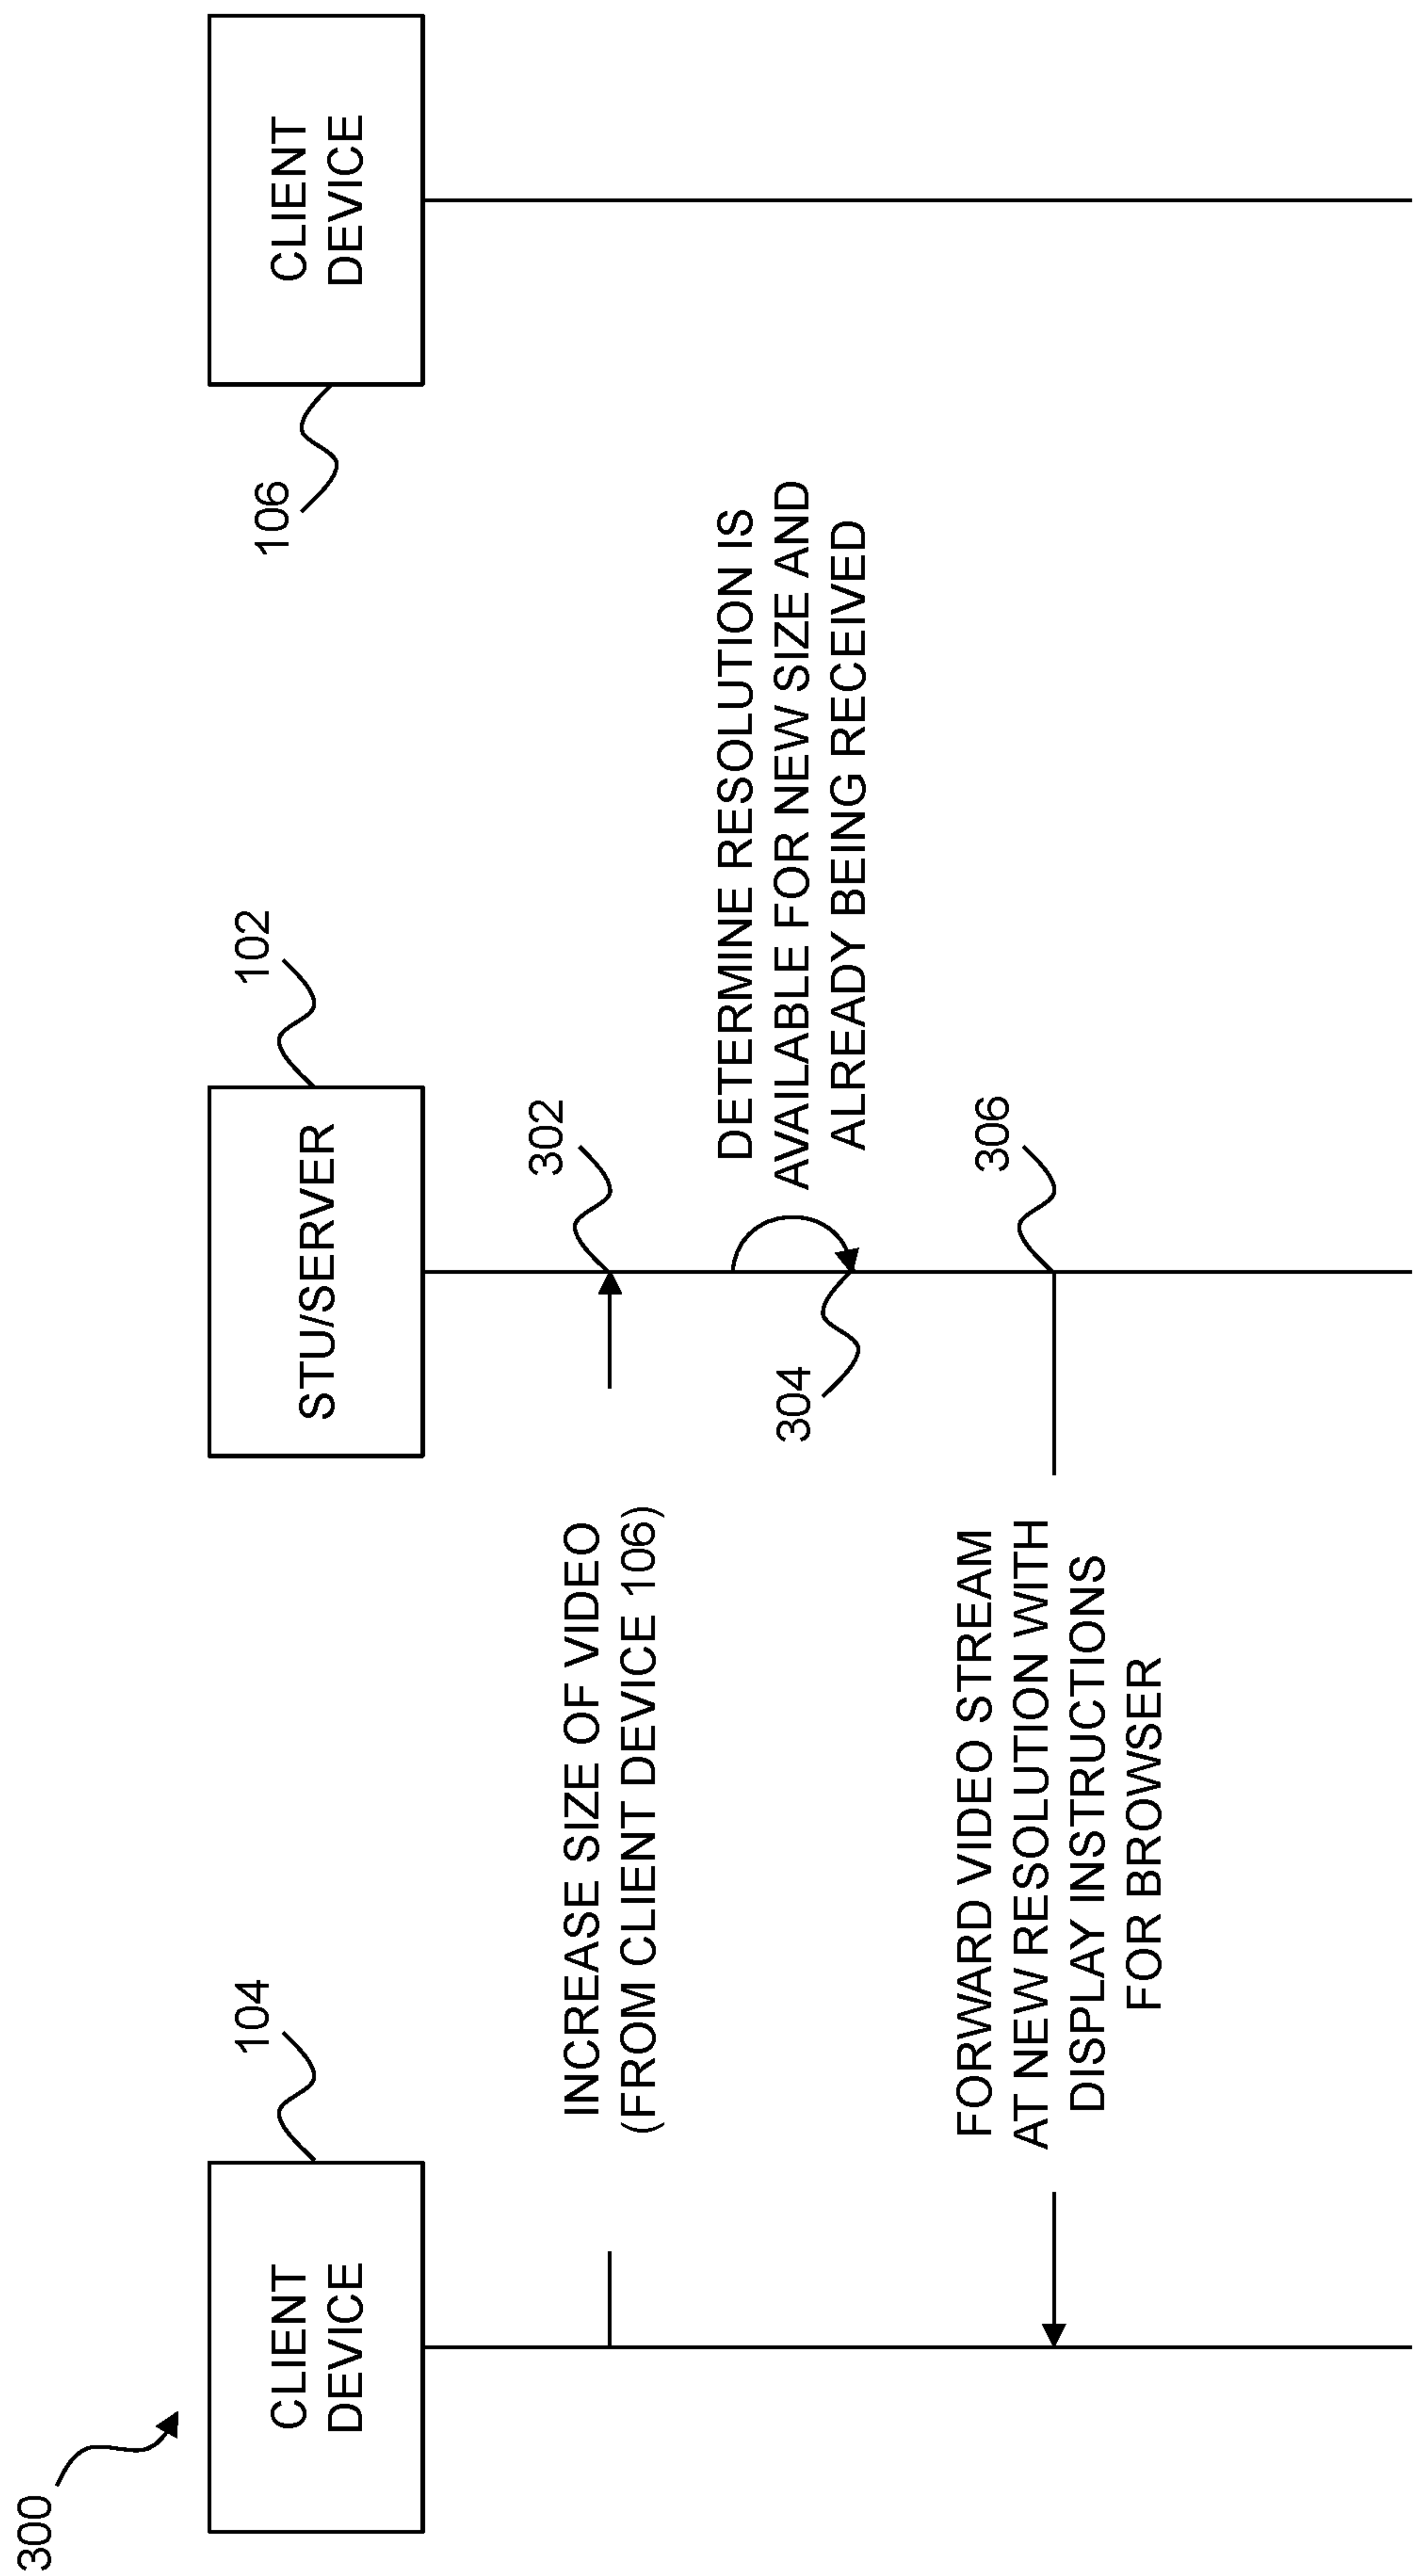 300
CLIENT
DEVICE
104
STU/SERVER
102
CLIENT
DEVICE
106
INCREASE SIZE OF VIDEO
(FROM CLIENT DEVICE 106)
302
DETERMINE RESOLUTION IS
AVAILABLE FOR NEW SIZE AND
ALREADY BEING RECEIVED
304
FORWARD VIDEO STREAM
AT NEW RESOLUTION WITH
DISPLAY INSTRUCTIONS
FOR BROWSER
306